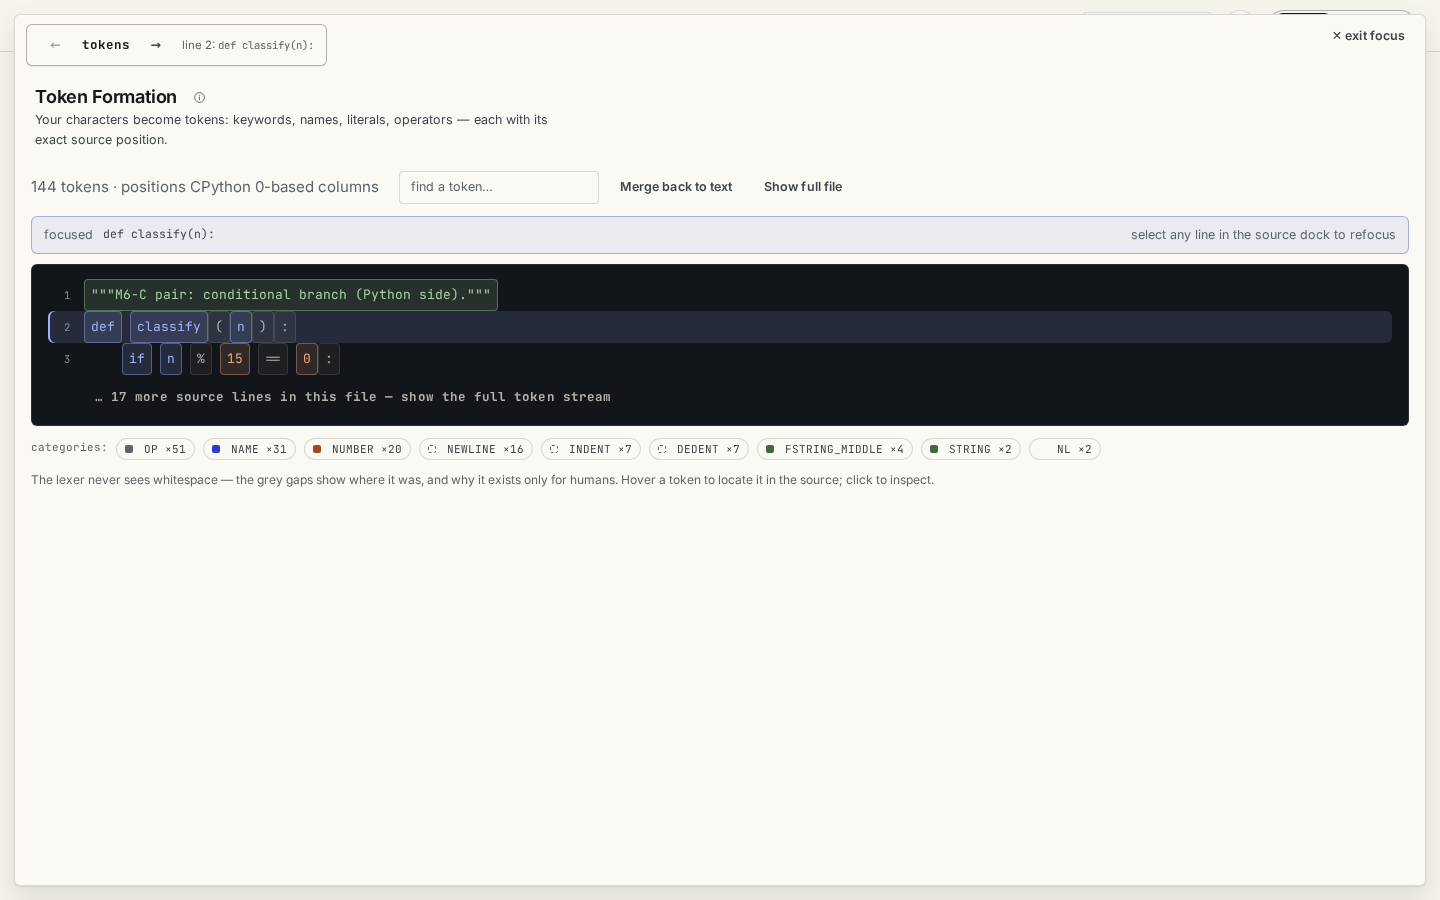 ← tokens → line 2: def classify(n):
✕ exit focus
Token Formation
Your characters become tokens: keywords, names, literals, operators — each with its
exact source position.
144 tokens · positions CPython 0-based columns
find a token…
Merge back to text
Show full file
focused def classify(n):
select any line in the source dock to refocus
1 """M6-C pair: conditional branch (Python side)."""
2 def classify ( n ) :
3 if n % 15 == 0 :
… 17 more source lines in this file — show the full token stream
categories: OP ×51 NAME ×31 NUMBER ×20 NEWLINE ×16 INDENT ×7 DEDENT ×7 FSTRING_MIDDLE ×4 STRING ×2 NL ×2
The lexer never sees whitespace — the grey gaps show where it was, and why it exists only for humans. Hover a token to locate it in the source; click to inspect.